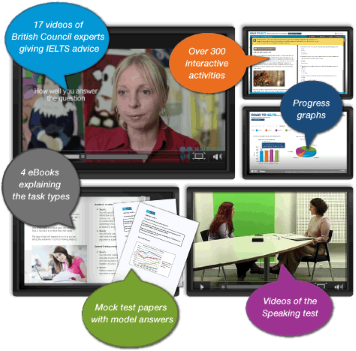 17 videos of
British Council experts
giving IELTS advice
Over 300
interactive
activities
How well you answer
the question
Progress
graphs
4 eBooks
explaining
the task types
Mock test papers
with model answers
Videos of the
Speaking test